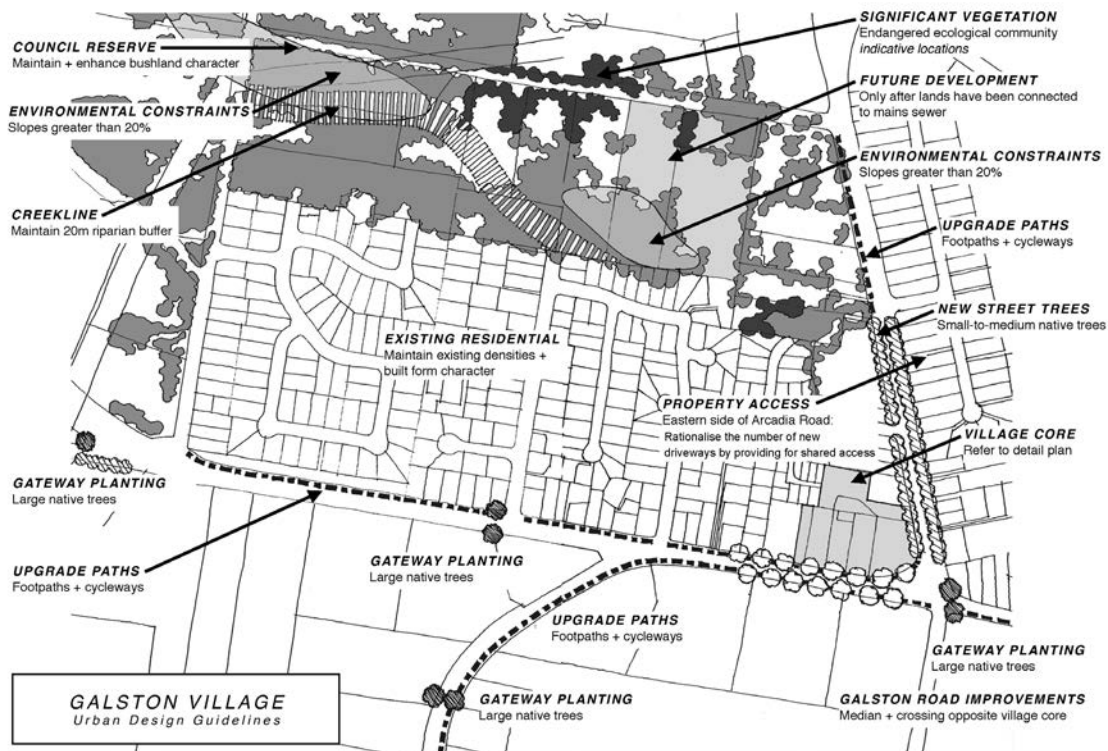 COUNCIL RESERVE
Maintain + enhance bushland character
ENVIRONMENTAL CONSTRAINTS
Slopes greater than 20%
CREEKLINE
Maintain 20m riparian buffer
SIGNIFICANT VEGETATION
Endangered ecological community
indicative locations
FUTURE DEVELOPMENT
Only after lands have been connected
to mains sewer
ENVIRONMENTAL CONSTRAINTS
Slopes greater than 20%
UPGRADE PATHS
Footpaths + cycleways
NEW STREET TREES
Small-to-medium native trees
EXISTING RESIDENTIAL
Maintain existing densities +
built form character
PROPERTY ACCESS
Eastern side of Arcadia Road:
Rationalise the number of new
driveways by providing for shared access
VILLAGE CORE
Refer to detail plan
GATEWAY PLANTING
Large native trees
UPGRADE PATHS
Footpaths + cycleways
GATEWAY PLANTING
Large native trees
UPGRADE PATHS
Footpaths + cycleways
GATEWAY PLANTING
Large native trees
GATEWAY PLANTING
Large native trees
GALSTON ROAD IMPROVEMENTS
Median + crossing opposite village core
GALSTON VILLAGE
Urban Design Guidelines